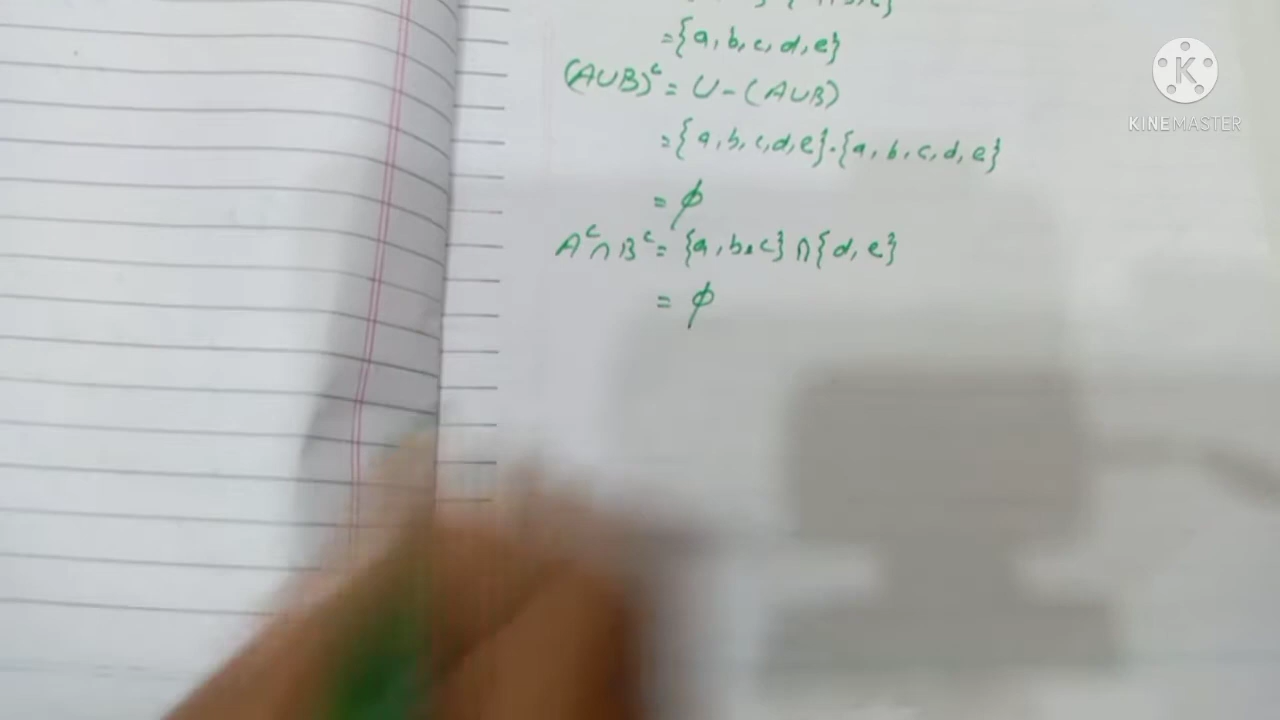 ={a, b, c, d, e}
(A∪B)ᶜ = U - (A∪B)
={a, b, c, d, e}-{a, b, c, d, e}
= ϕ
Aᶜ∩Bᶜ = {a, b, c} ∩ {d, e}
= ϕ
KINEMASTER